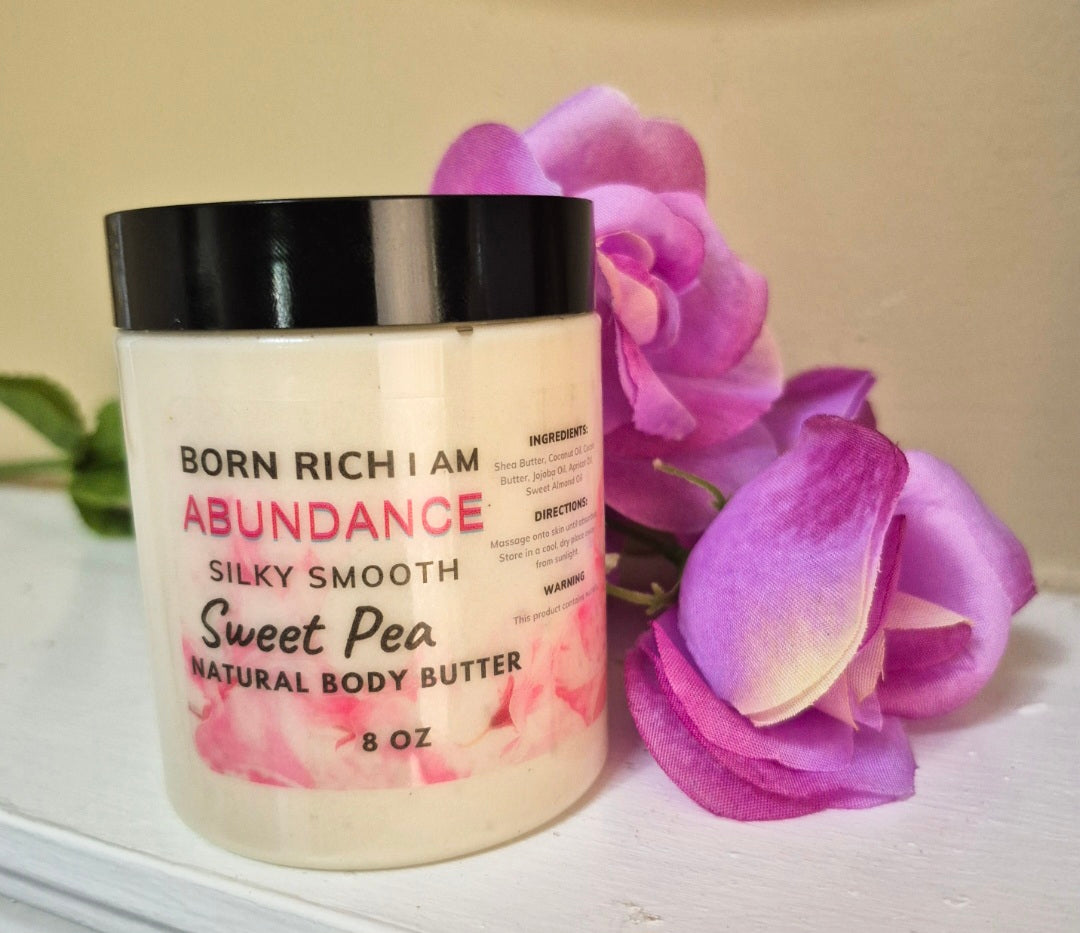 BORN RICH I AM
ABUNDANCE
SILKY SMOOTH
Sweet Pea
NATURAL BODY BUTTER
8 OZ
INGREDIENTS:
Shea Butter, Coconut Oil, Cocoa
Butter, Jojoba Oil, Apricot Oil,
Sweet Almond Oil
DIRECTIONS:
Massage onto skin until absorbed.
Store in a cool, dry place away
from sunlight
WARNING
This product contains